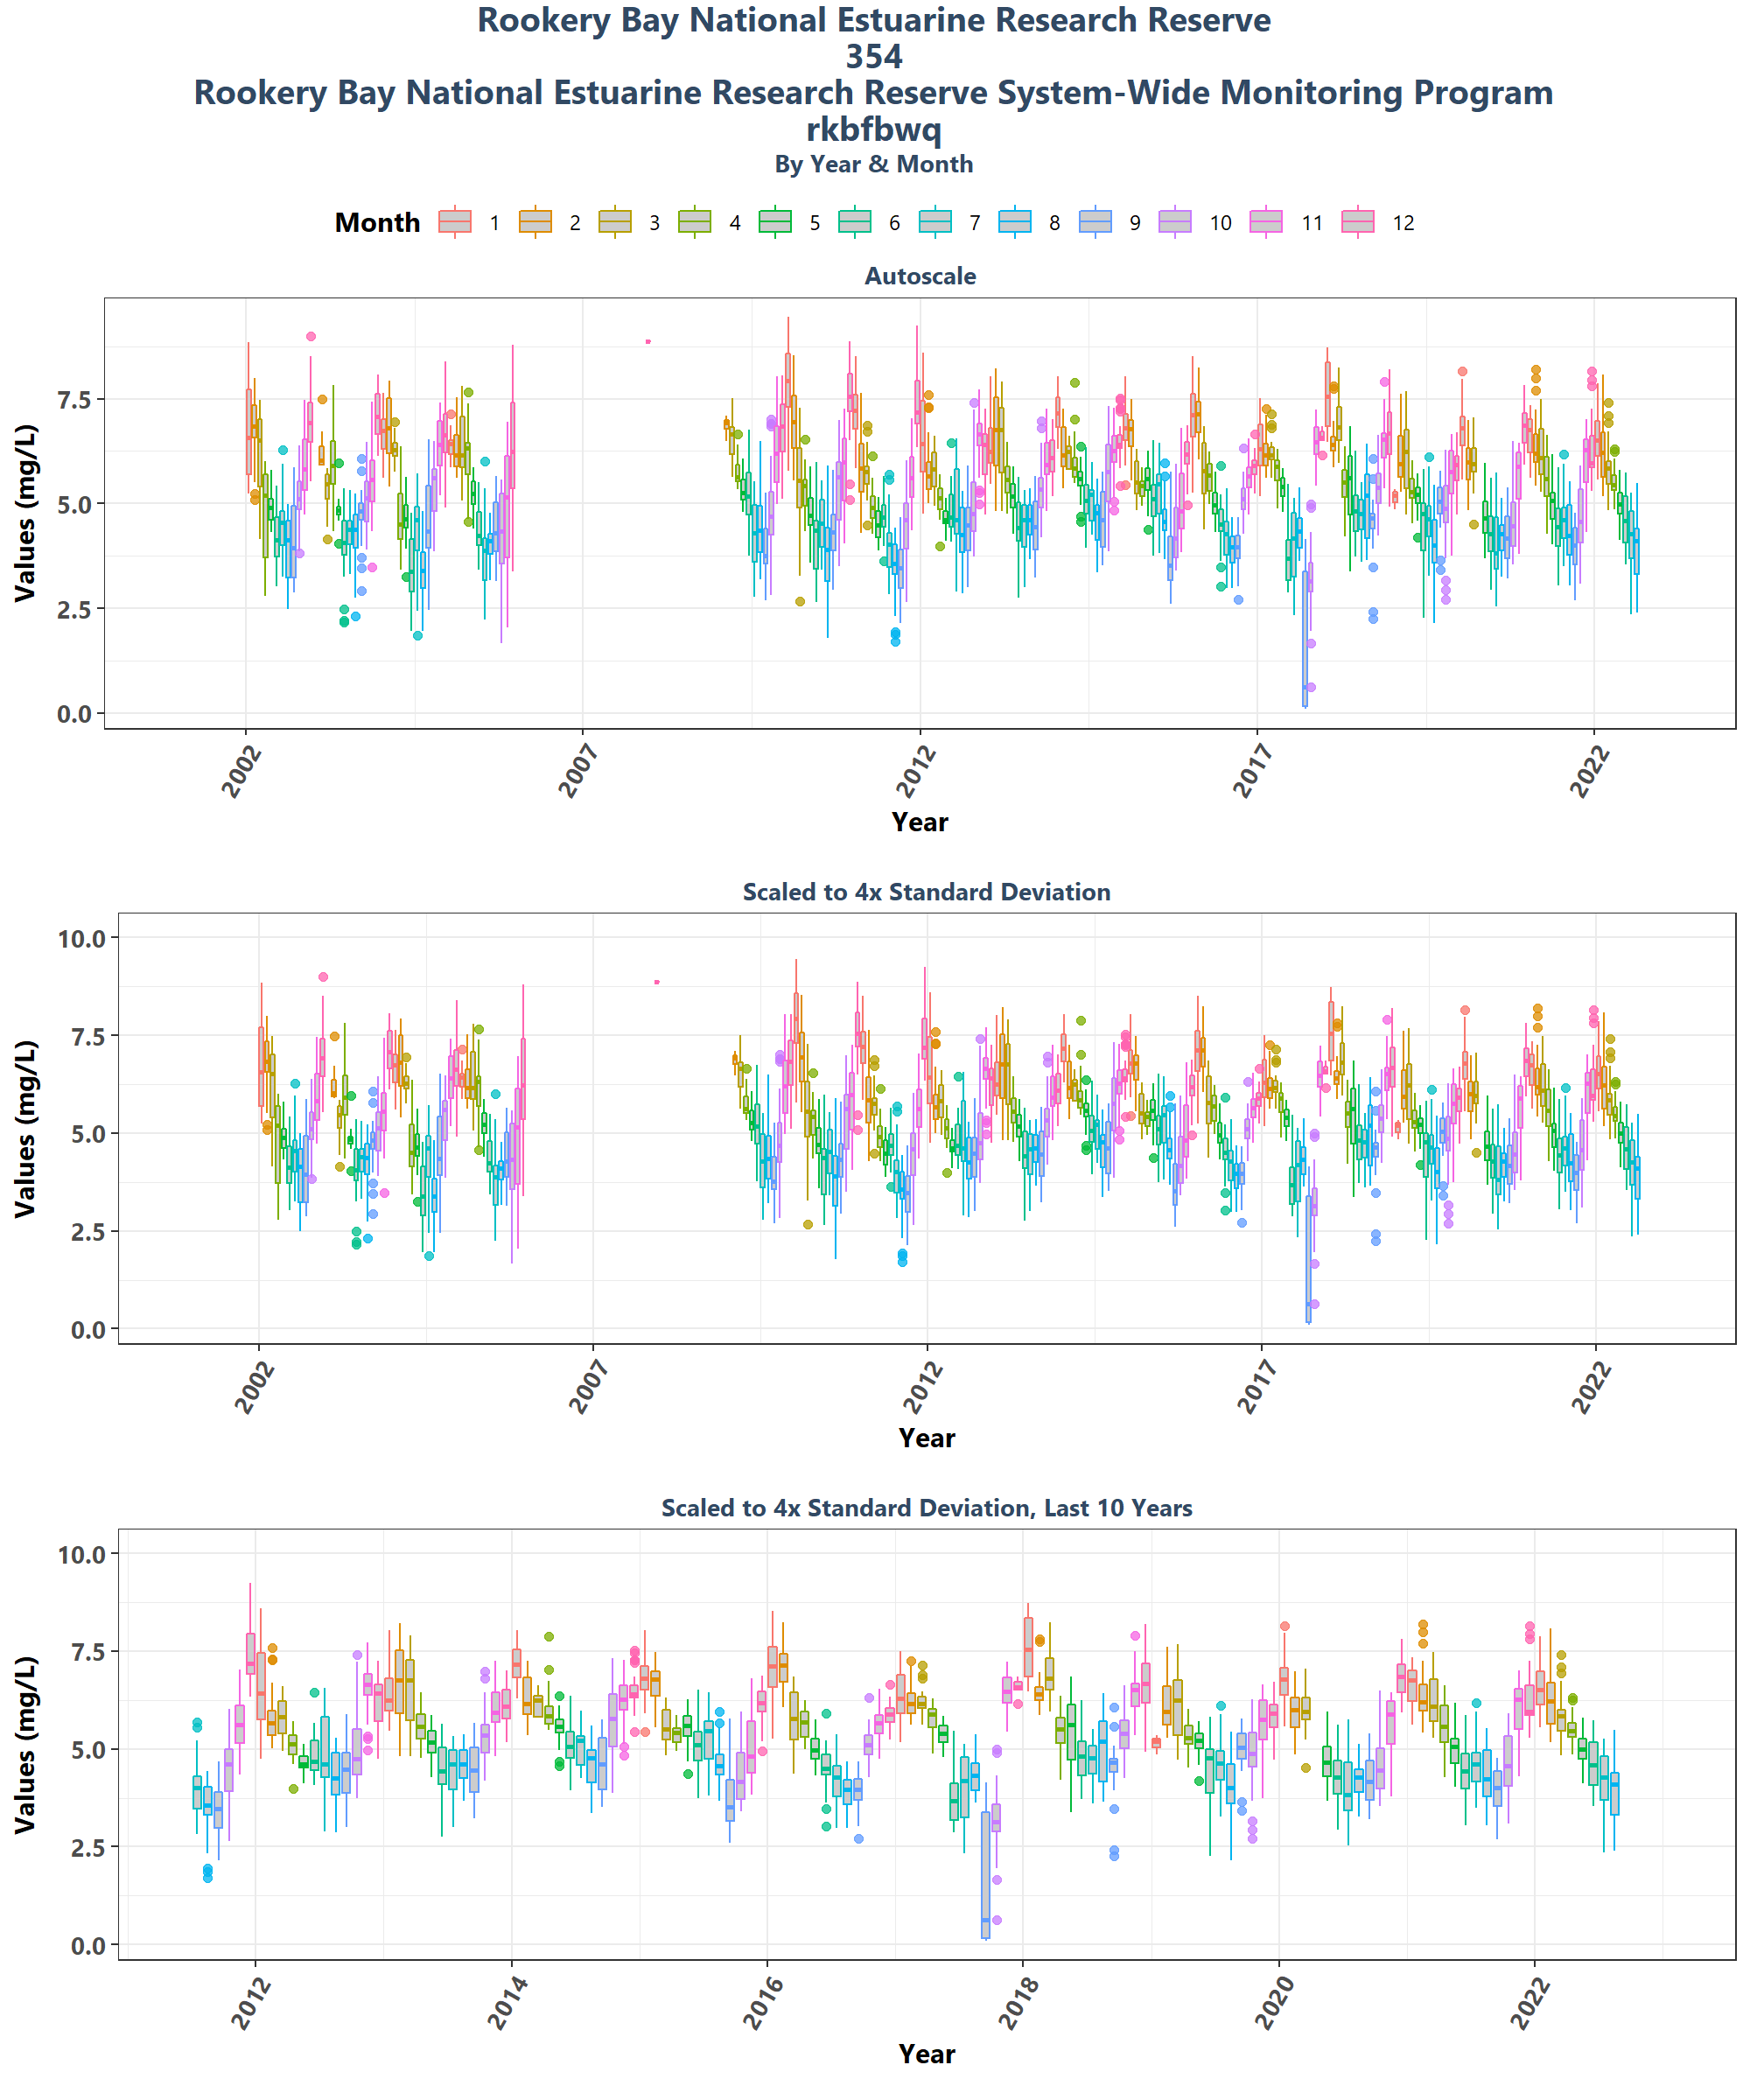 Rookery Bay National Estuarine Research Reserve
354
Rookery Bay National Estuarine Research Reserve System-Wide Monitoring Program
rkbfbwq
By Year & Month
Month 1 2 3 4 5 6 7 8 9 10 11 12
Autoscale
Values (mg/L)
7.5
5.0
2.5
0.0
2002 2007 2012 2017 2022
Year
Scaled to 4x Standard Deviation
Values (mg/L)
10.0
7.5
5.0
2.5
0.0
2002 2007 2012 2017 2022
Year
Scaled to 4x Standard Deviation, Last 10 Years
Values (mg/L)
10.0
7.5
5.0
2.5
0.0
2012 2014 2016 2018 2020 2022
Year